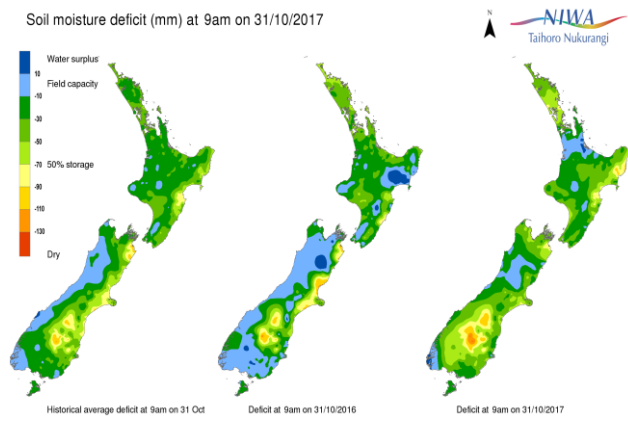 Soil moisture deficit (mm) at 9am on 31/10/2017
N
NIWA
Taihoro Nukurangi
Water surplus
10
Field capacity
-10
-30
-50
50% storage
-70
-90
-110
-130
Dry
Historical average deficit at 9am on 31 Oct
Deficit at 9am on 31/10/2016
Deficit at 9am on 31/10/2017